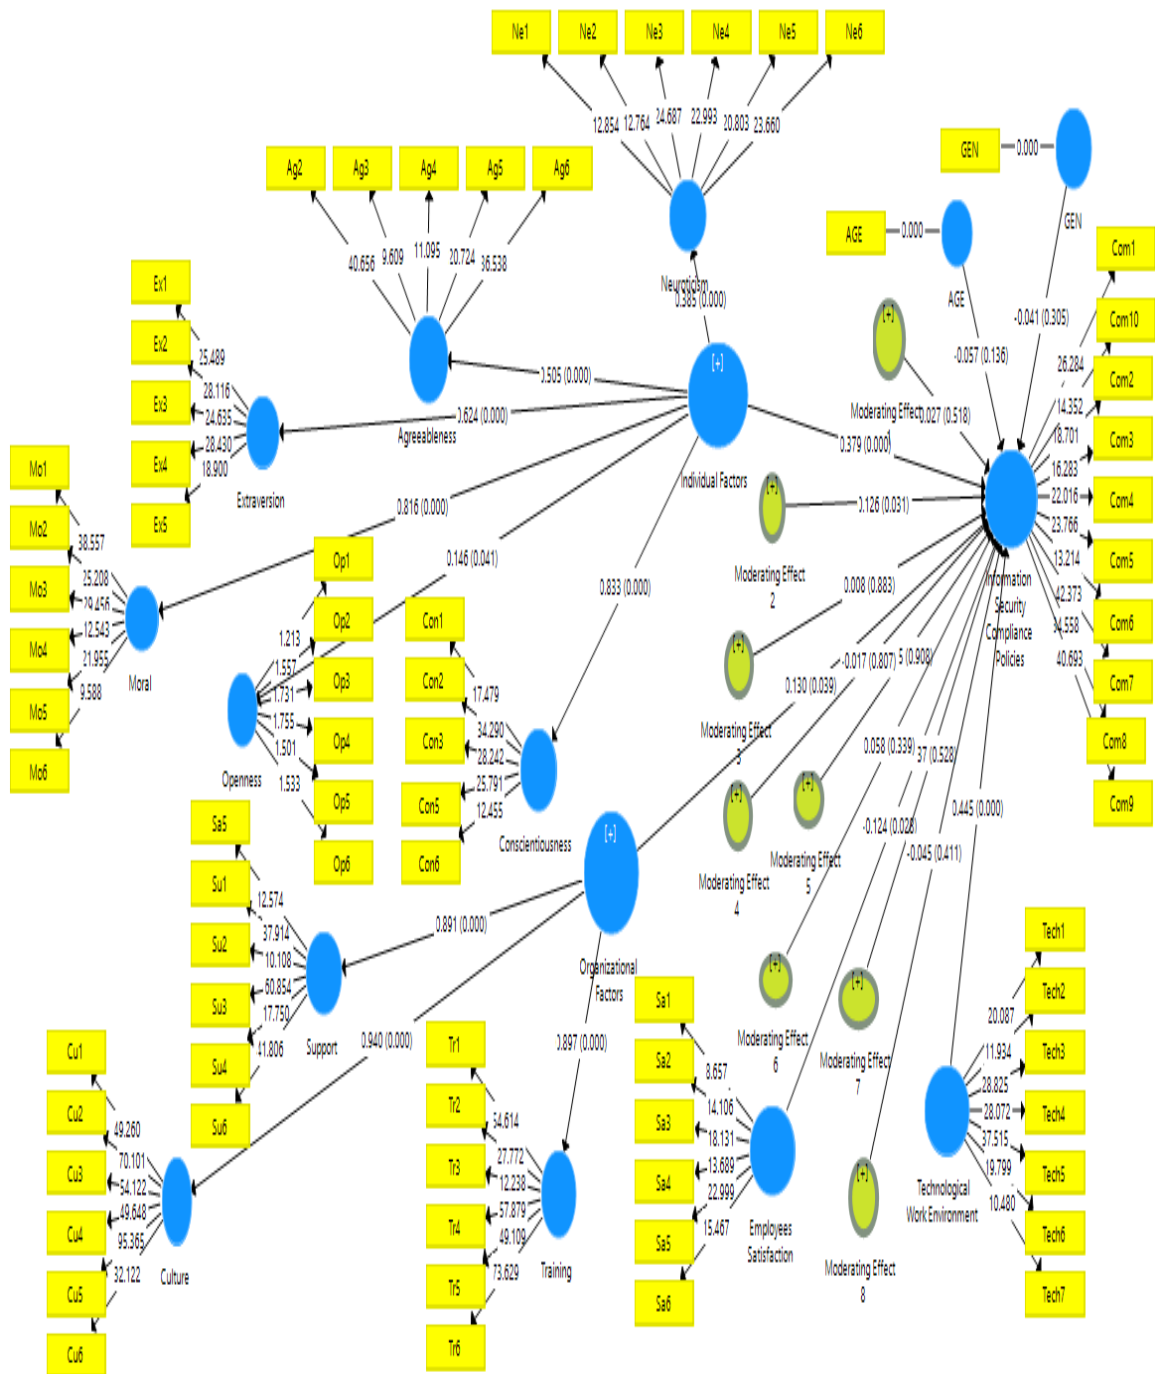 Ne1
Ne2
Ne3
Ne4
Ne5
Ne6
12.854
12.764
24.687
22.993
20.803
23.660
Neuroticism
0.385 (0.000)
GEN
0.000
GEN
AGE
0.000
AGE
-0.041 (0.305)
-0.057 (0.136)
Ag2
Ag3
Ag4
Ag5
Ag6
40.656
9.609
11.095
20.724
36.538
Agreeableness
0.505 (0.000)
Ex1
Ex2
Ex3
Ex4
Ex5
25.489
28.116
24.635
28.430
18.900
Extraversion
0.624 (0.000)
[+]
Individual Factors
0.379 (0.000)
[+]
Moderating Effect
1
0.027 (0.518)
[+]
Moderating Effect
2
0.126 (0.031)
Com1
Com10
Com2
Com3
Com4
Com5
Com6
Com7
Com8
Com9
26.284
14.352
18.701
16.283
22.016
23.766
13.214
42.373
34.558
40.693
Information
Security
Compliance
Policies
Mo1
Mo2
Mo3
Mo4
Mo5
Mo6
38.557
25.208
29.456
12.543
21.955
9.588
Moral
0.816 (0.000)
0.146 (0.041)
0.833 (0.000)
Op1
Op2
Op3
Op4
Op5
Op6
1.213
1.557
1.731
1.755
1.501
1.533
Openness
Con1
Con2
Con3
Con5
Con6
17.479
34.290
28.242
25.791
12.455
Conscientiousness
[+]
Moderating Effect
3
0.008 (0.883)
[+]
Moderating Effect
4
-0.017 (0.807)
[+]
Moderating Effect
5
5 (0.908)
0.130 (0.039)
0.058 (0.339)
37 (0.528)
-0.124 (0.028)
-0.045 (0.411)
0.445 (0.000)
[+]
Organizational
Factors
0.891 (0.000)
0.940 (0.000)
0.897 (0.000)
Sa5
Su1
Su2
Su3
Su4
Su6
12.574
37.914
10.108
60.854
17.750
41.806
Support
Cu1
Cu2
Cu3
Cu4
Cu5
Cu6
49.260
70.101
54.122
49.648
95.365
32.122
Culture
Tr1
Tr2
Tr3
Tr4
Tr5
Tr6
54.614
27.772
12.238
57.879
49.109
73.629
Training
Sa1
Sa2
Sa3
Sa4
Sa5
Sa6
8.657
14.106
18.131
13.689
22.999
15.467
Employees
Satisfaction
[+]
Moderating Effect
6
[+]
Moderating Effect
7
[+]
Moderating Effect
8
Technological
Work Environment
Tech1
Tech2
Tech3
Tech4
Tech5
Tech6
Tech7
20.087
11.934
28.825
28.072
37.515
19.799
10.480